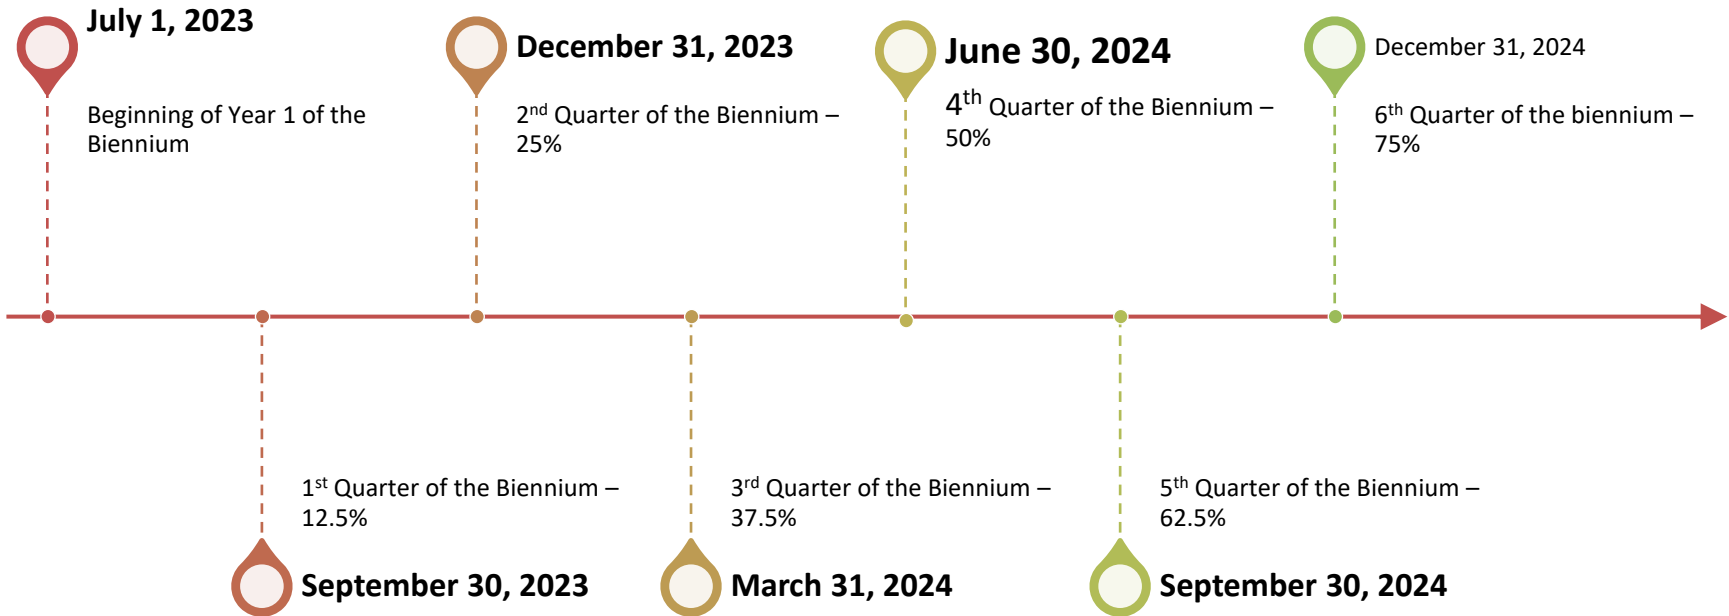 July 1, 2023
Beginning of Year 1 of the
Biennium
December 31, 2023
2nd Quarter of the Biennium –
25%
June 30, 2024
4th Quarter of the Biennium –
50%
December 31, 2024
6th Quarter of the biennium –
75%
1st Quarter of the Biennium –
12.5%
September 30, 2023
3rd Quarter of the Biennium –
37.5%
March 31, 2024
5th Quarter of the Biennium –
62.5%
September 30, 2024